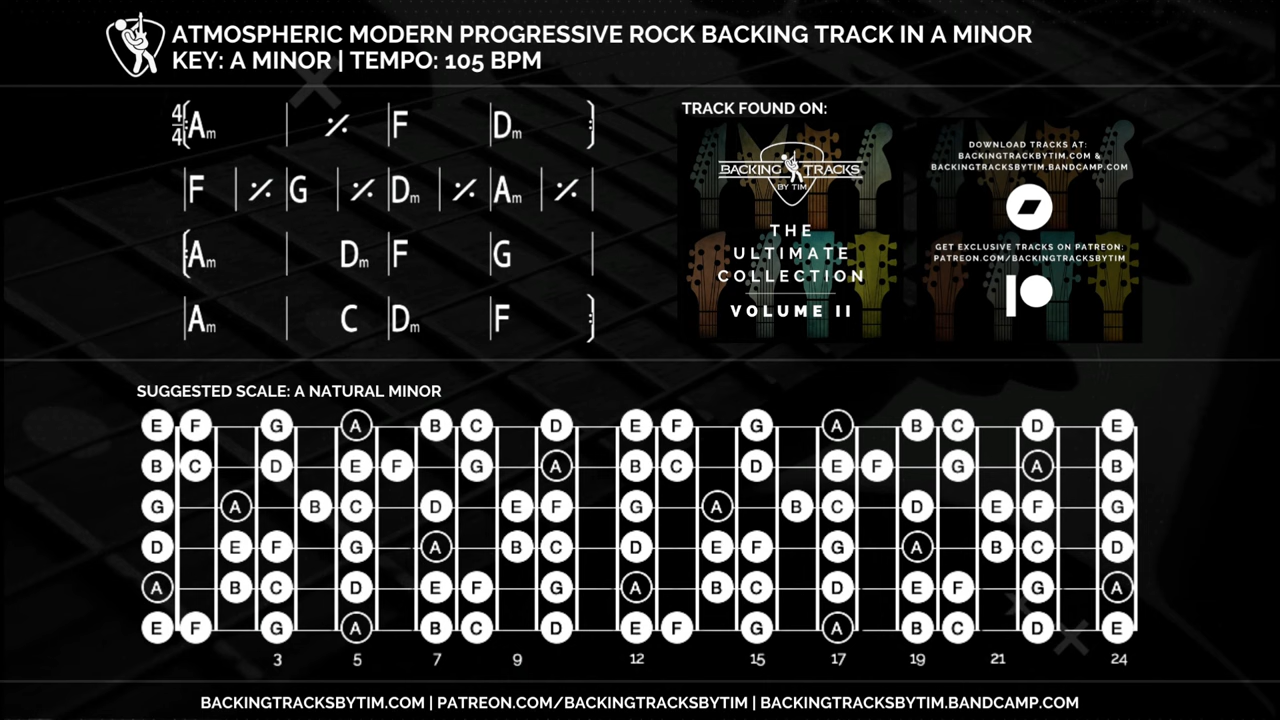 ATMOSPHERIC MODERN PROGRESSIVE ROCK BACKING TRACK IN A MINOR
KEY: A MINOR | TEMPO: 105 BPM
4/4 Am | ٪ | F | Dm
F | ٪ | G | ٪ | Dm | ٪ | Am | ٪ |
Am Dm | F | G |
Am | C | Dm | F
TRACK FOUND ON:
BACKING TRACKS
BY TIM
THE
ULTIMATE
COLLECTION
VOLUME II
DOWNLOAD TRACKS AT:
BACKINGTRACKBYTIM.COM &
BACKINGTRACKSBYTIM.BANDCAMP.COM
GET EXCLUSIVE TRACKS ON PATREON:
PATREON.COM/BACKINGTRACKSBYTIM
SUGGESTED SCALE: A NATURAL MINOR
E F G A B C D E F G A B C D E
B C D E F G A B C D E F G A B
G A B C D E F G A B C D E F G
D E F G A B C D E F G A B C D
A B C D E F G A B C D E F G A
E F G A B C D E F G A B C D E
3 5 7 9 12 15 17 19 21 24
BACKINGTRACKSBYTIM.COM | PATREON.COM/BACKINGTRACKSBYTIM | BACKINGTRACKSBYTIM.BANDCAMP.COM